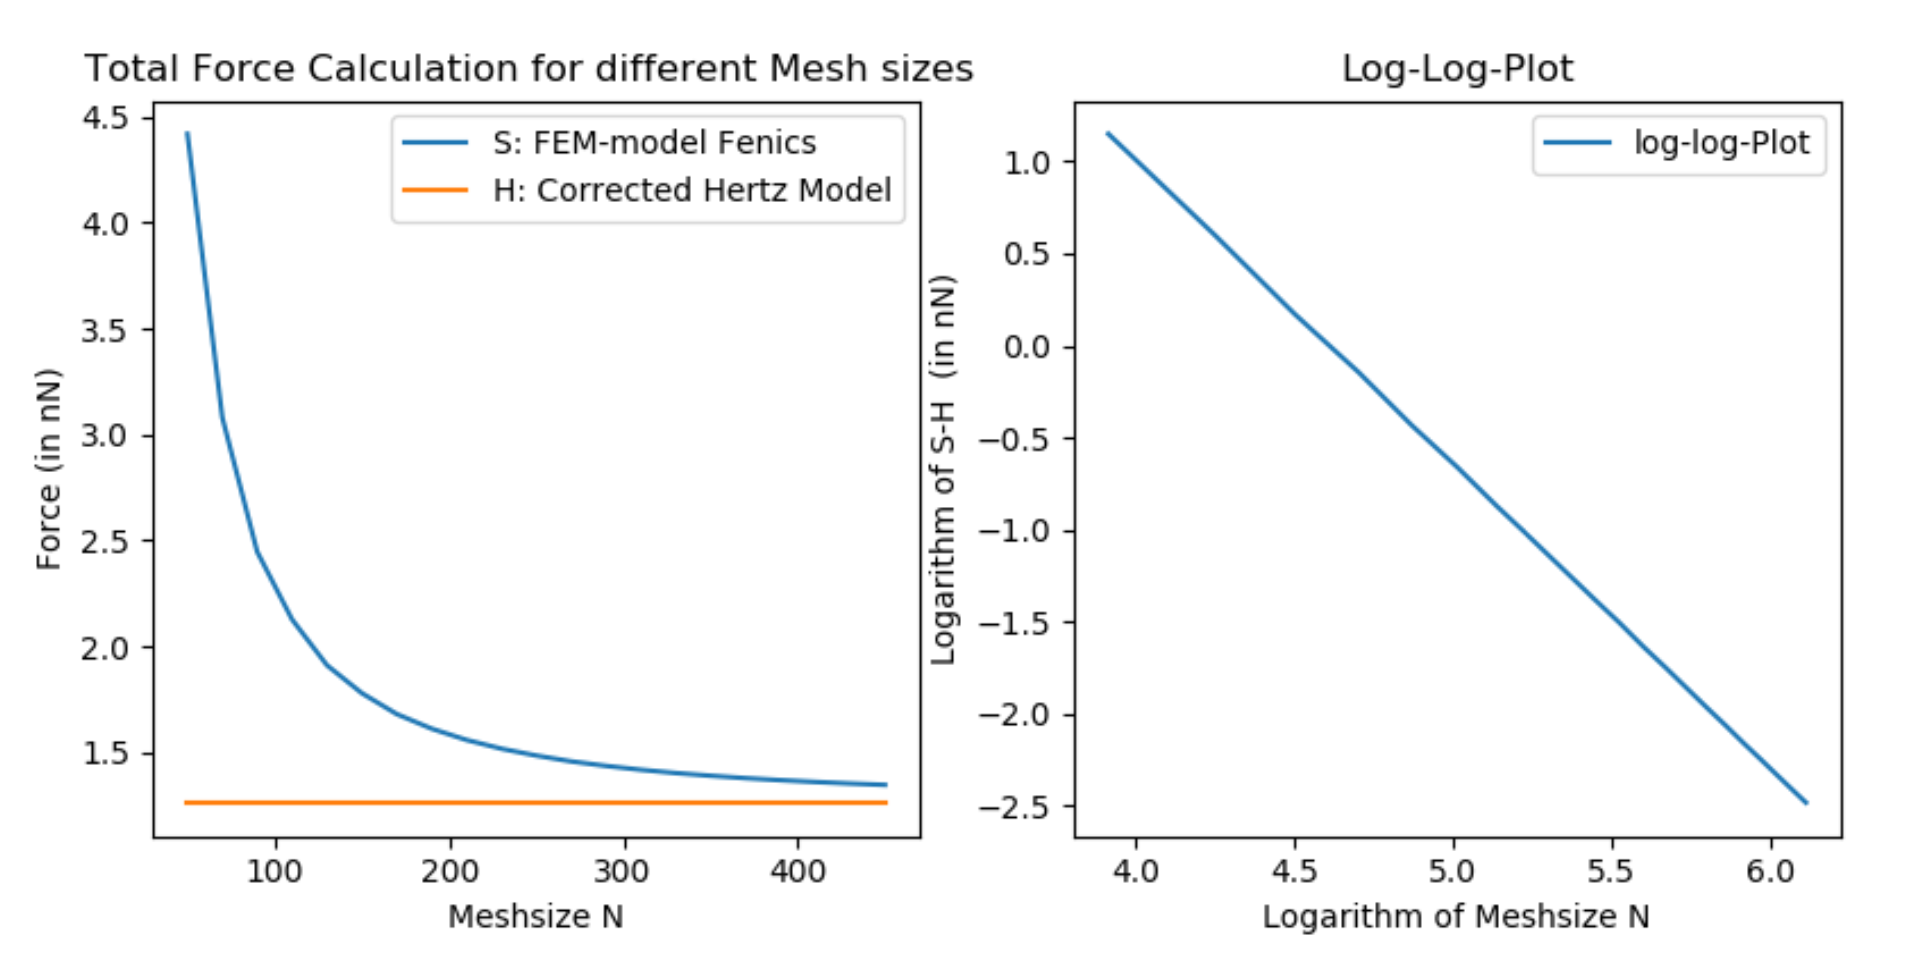 Total Force Calculation for different Mesh sizes
4.5
4.0
3.5
3.0
2.5
2.0
1.5
Force (in nN)
100
200
300
400
Meshsize N
S: FEM-model Fenics
H: Corrected Hertz Model
Log-Log-Plot
1.0
0.5
0.0
−0.5
−1.0
−1.5
−2.0
−2.5
Logarithm of S-H (in nN)
4.0
4.5
5.0
5.5
6.0
Logarithm of Meshsize N
log-log-Plot